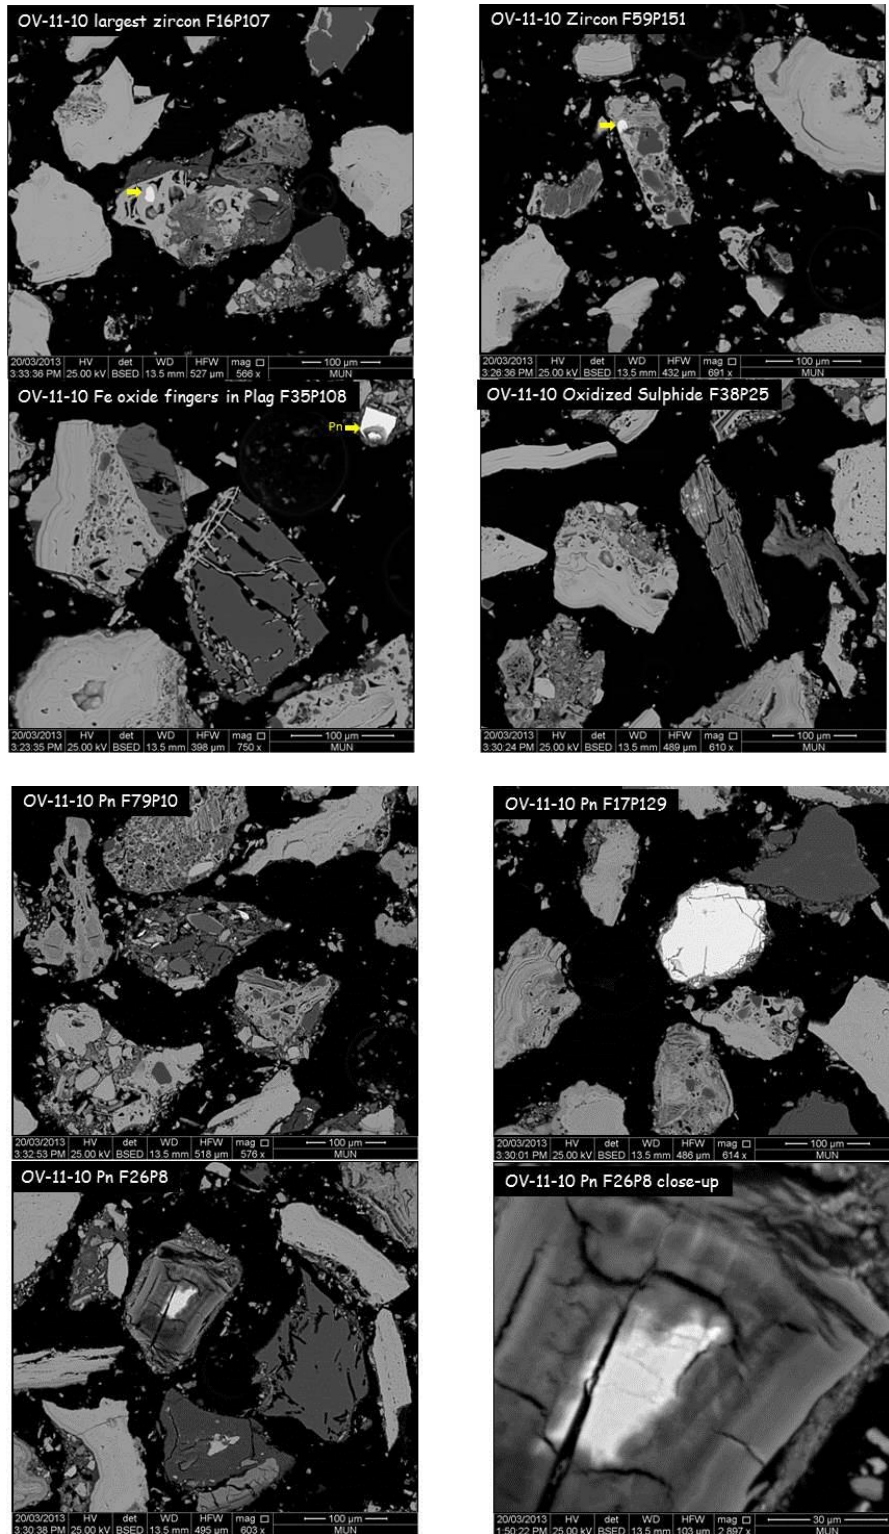 OV-11-10 largest zircon F16P107
20/03/2013 HV det WD HFW mag □ 100 µm
3:33:36 PM 25.00 kV BSED 13.5 mm 527 µm 566 x MUN
OV-11-10 Zircon F59P151
20/03/2013 HV det WD HFW mag □ 100 µm
3:26:36 PM 25.00 kV BSED 13.5 mm 432 µm 691 x MUN
OV-11-10 Fe oxide fingers in Plag F35P108
Pn
20/03/2013 HV det WD HFW mag □ 100 µm
3:23:35 PM 25.00 kV BSED 13.5 mm 398 µm 750 x MUN
OV-11-10 Oxidized Sulphide F38P25
20/03/2013 HV det WD HFW mag □ 100 µm
3:30:24 PM 25.00 kV BSED 13.5 mm 489 µm 610 x MUN
OV-11-10 Pn F79P10
20/03/2013 HV det WD HFW mag □ 100 µm
3:32:53 PM 25.00 kV BSED 13.5 mm 518 µm 576 x MUN
OV-11-10 Pn F17P129
20/03/2013 HV det WD HFW mag □ 100 µm
3:30:01 PM 25.00 kV BSED 13.5 mm 486 µm 614 x MUN
OV-11-10 Pn F26P8
20/03/2013 HV det WD HFW mag □ 100 µm
3:30:38 PM 25.00 kV BSED 13.5 mm 495 µm 603 x MUN
OV-11-10 Pn F26P8 close-up
20/03/2013 HV det WD HFW mag □ 30 µm
1:50:22 PM 25.00 kV BSED 13.5 mm 103 µm 2 897 x MUN